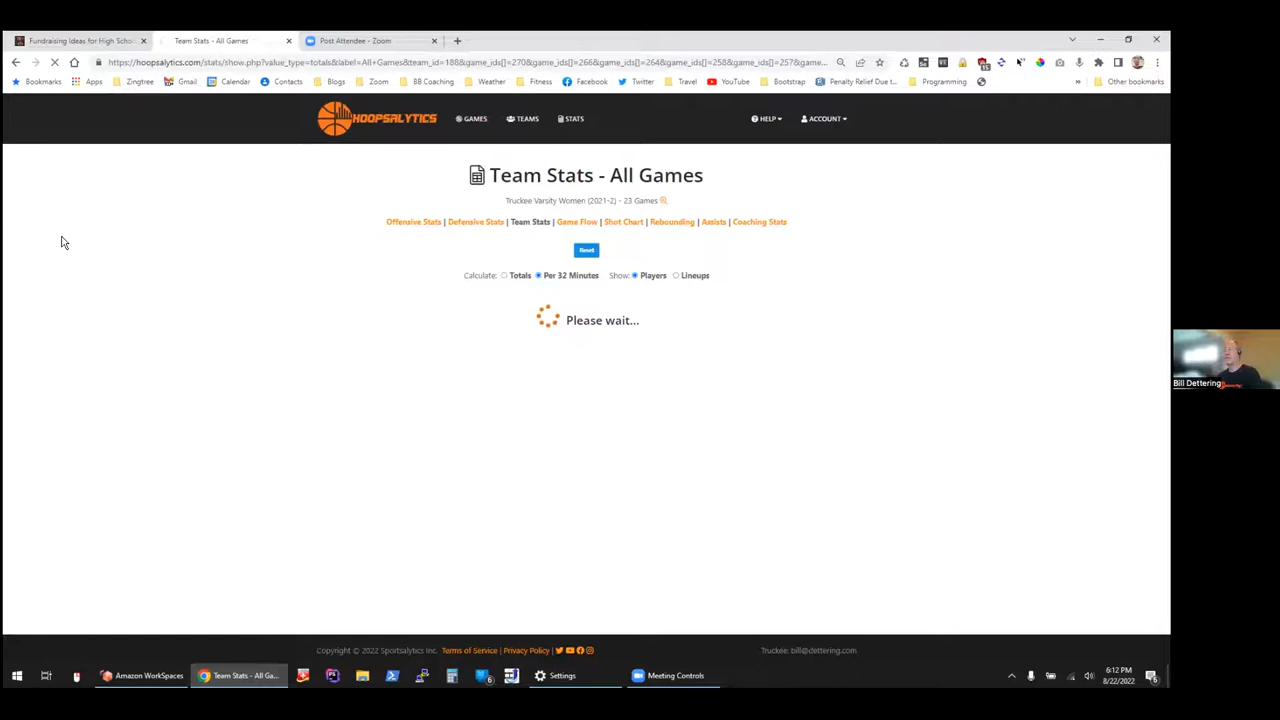 Fundraising Ideas for High Scho
Team Stats - All Games
Post Attendee - Zoom
https://hoopsalytics.com/stats/show.php?value_type=totals&label=All+Games&team_id=188&game_ids[]=270&game_ids[]=266&game_ids[]=264&game_ids[]=258&game_ids[]=257&game...
Bookmarks Apps Zingtree Gmail Calendar Contacts Blogs Zoom BB Coaching Weather Fitness Facebook Twitter Travel YouTube Bootstrap Penalty Relief Due t... Programming » Other bookmarks
HOOPSALYTICS GAMES TEAMS STATS HELP ACCOUNT
Team Stats - All Games
Truckee Varsity Women (2021-2) - 23 Games
Offensive Stats | Defensive Stats | Team Stats | Game Flow | Shot Chart | Rebounding | Assists | Coaching Stats
Reset
Calculate: Totals Per 32 Minutes Show: Players Lineups
Please wait...
Bill Dettering
Copyright © 2022 Sportsalytics Inc. Terms of Service | Privacy Policy |
Truckee: bill@dettering.com
Amazon WorkSpaces Team Stats - All Ga... Settings Meeting Controls
6:12 PM
8/22/2022